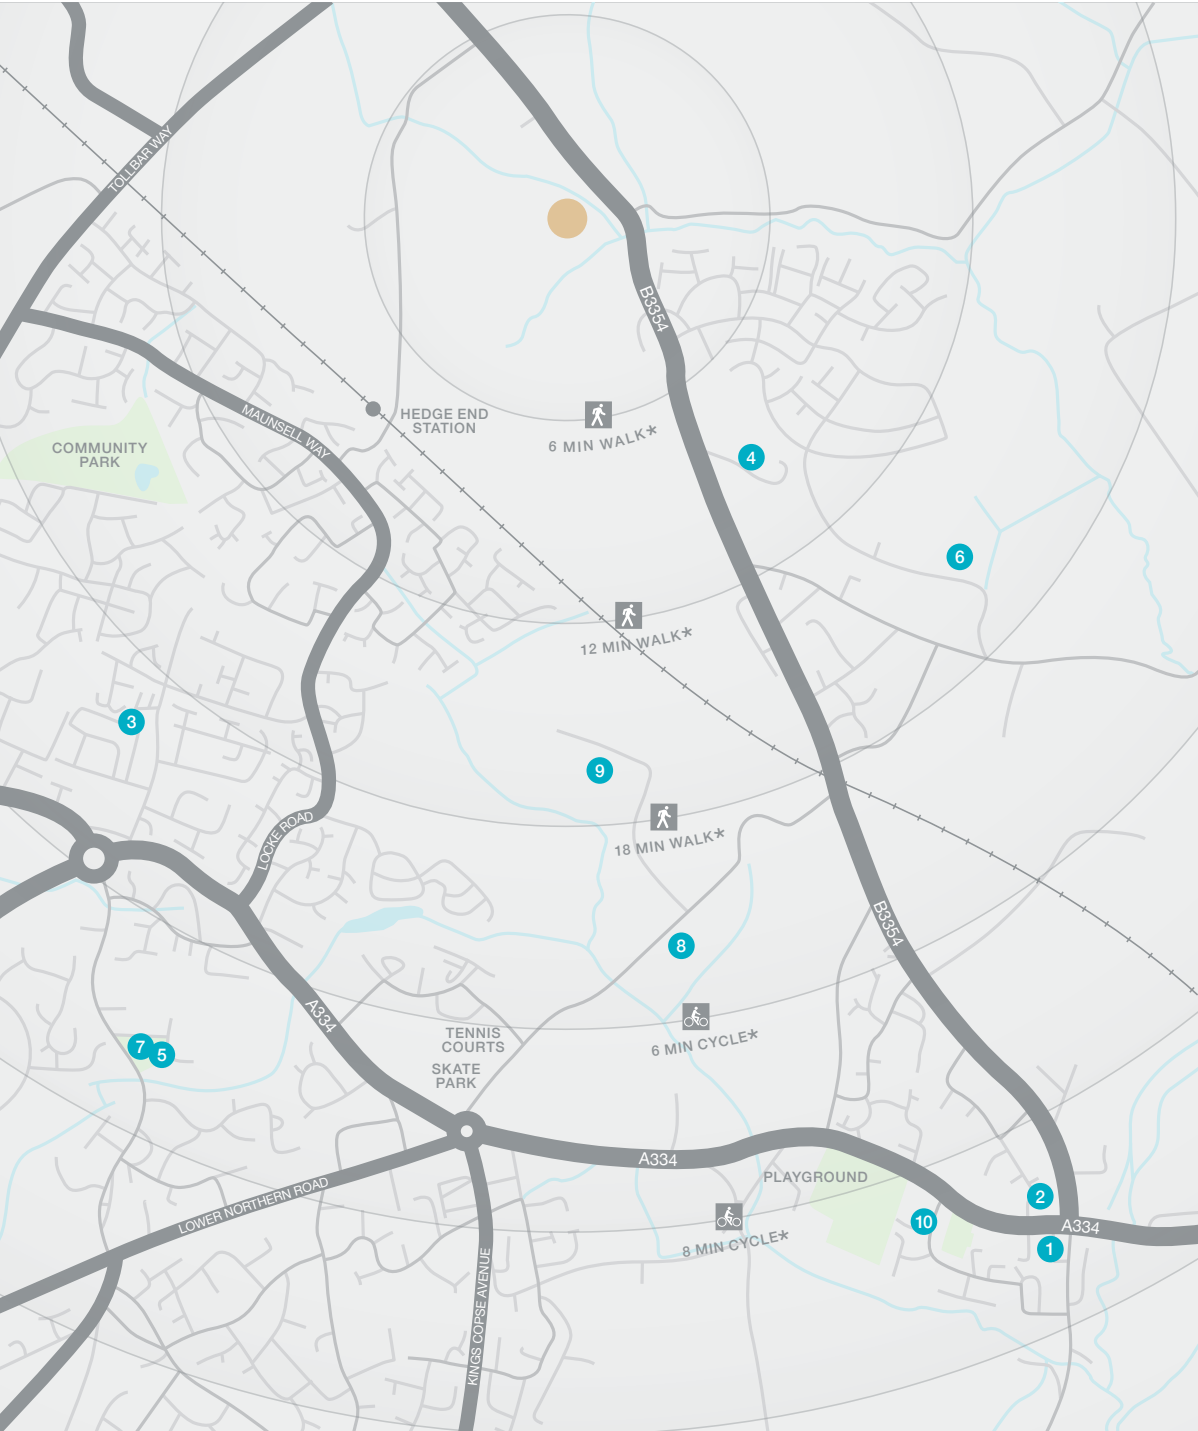 TOLLBAR WAY
B3354
HEDGE END
STATION
MAUNSELL WAY
6 MIN WALK*
COMMUNITY
PARK
4
6
12 MIN WALK*
3
9
18 MIN WALK*
LOCKE ROAD
B3354
8
A334
6 MIN CYCLE*
TENNIS
COURTS
7
5
SKATE
PARK
A334
PLAYGROUND
LOWER NORTHERN ROAD
2
10
A334
8 MIN CYCLE*
1
KINGS COPSE AVENUE